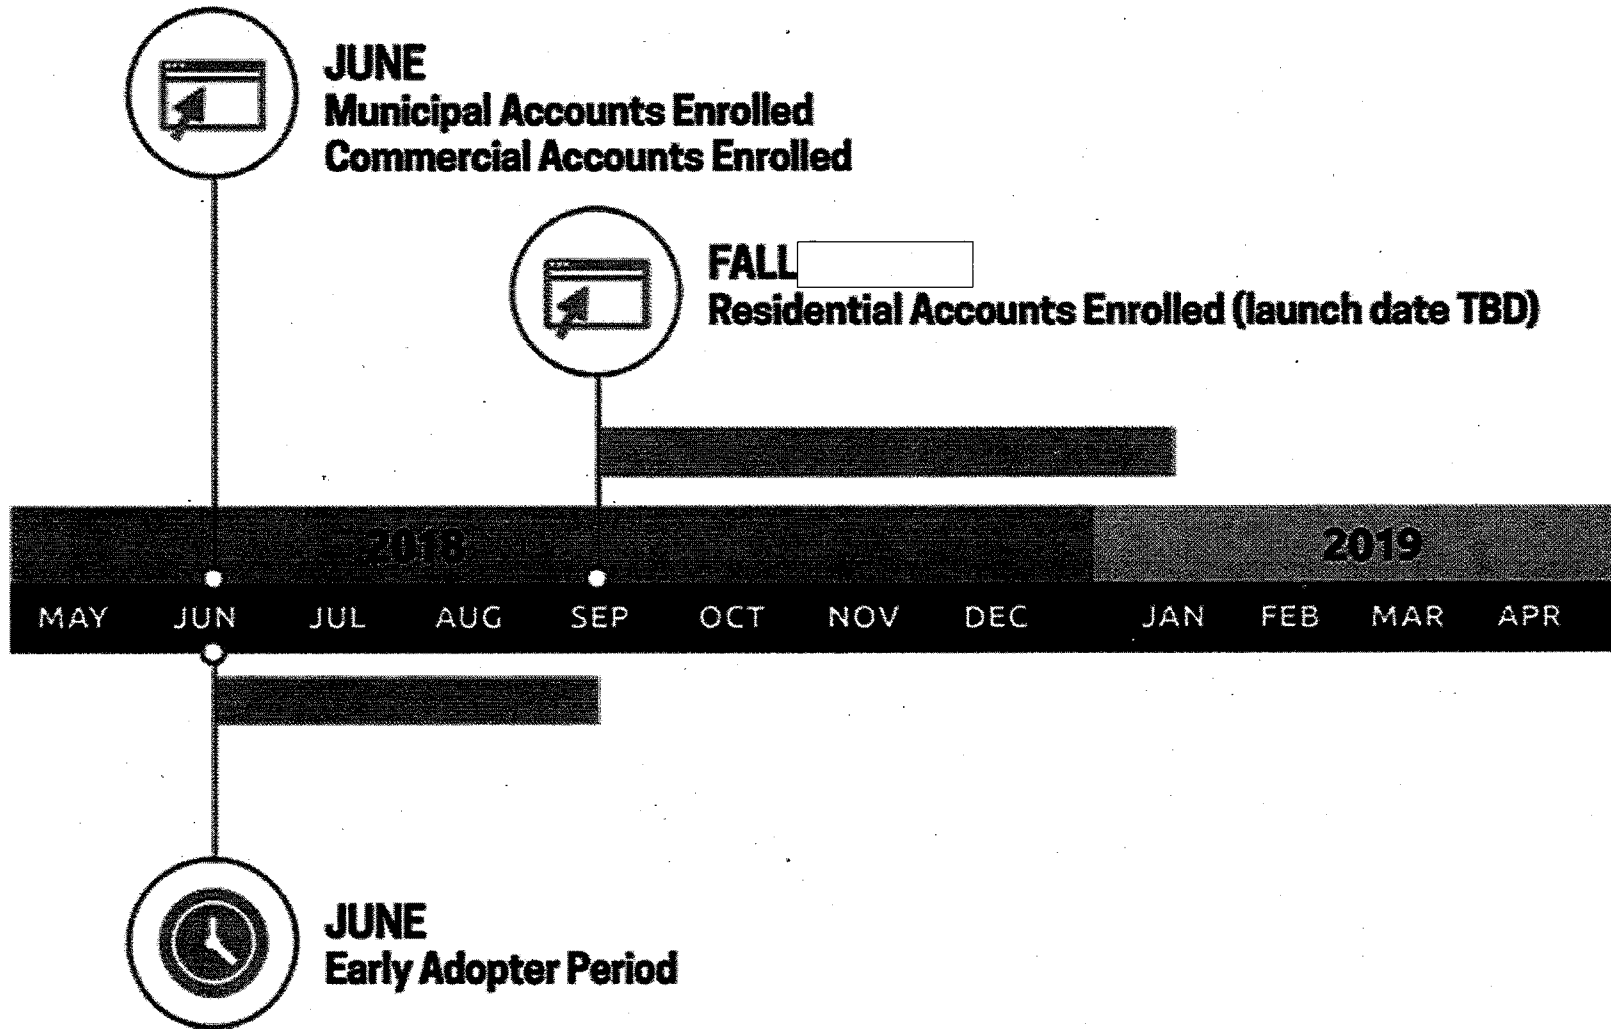 JUNE
Municipal Accounts Enrolled
Commercial Accounts Enrolled
FALL
Residential Accounts Enrolled (launch date TBD)
2018 2019
MAY JUN JUL AUG SEP OCT NOV DEC JAN FEB MAR APR
JUNE
Early Adopter Period